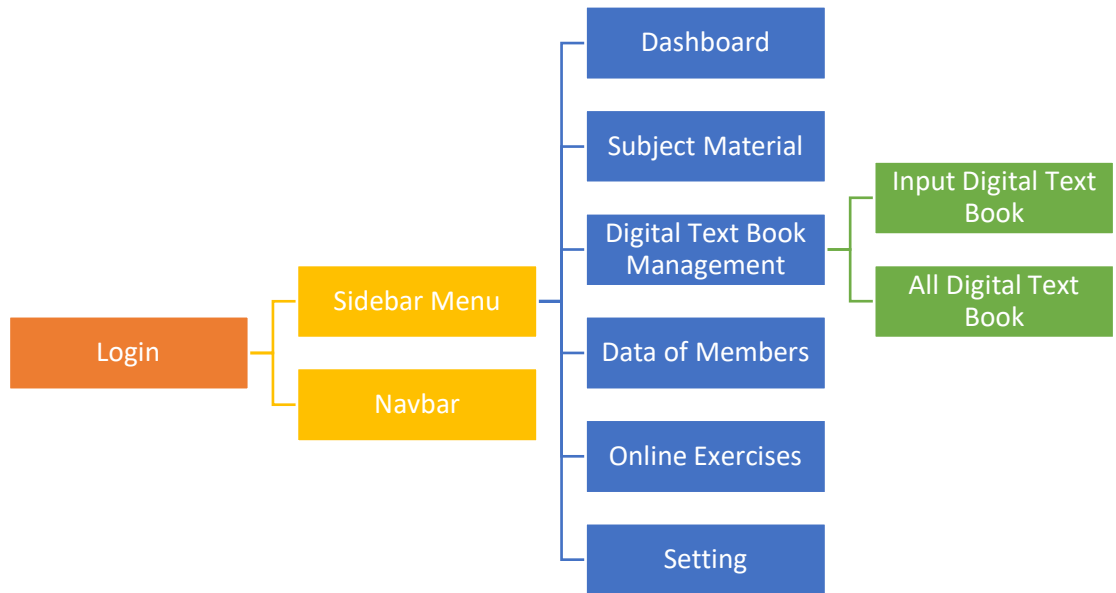 Login
Sidebar Menu
Navbar
Dashboard
Subject Material
Digital Text Book
Management
Data of Members
Online Exercises
Setting
Input Digital Text
Book
All Digital Text
Book